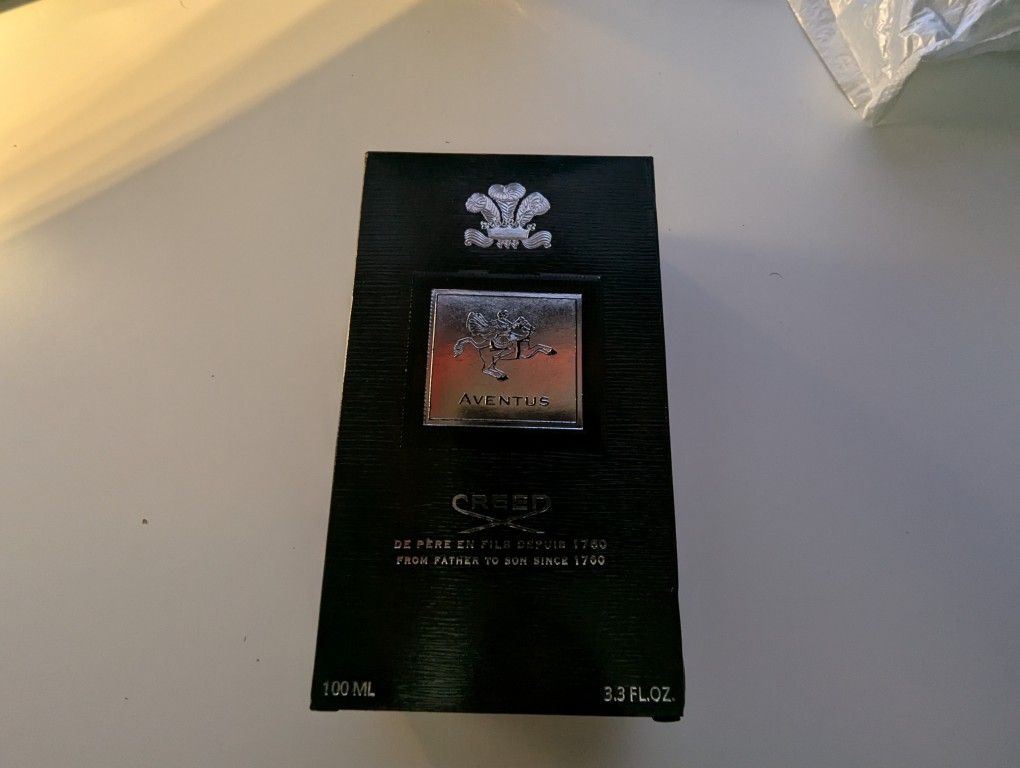 AVENTUS
CREED
DE PÈRE EN FILS DEPUIS 1760
FROM FATHER TO SON SINCE 1760
100 ML
3.3 FL.OZ.